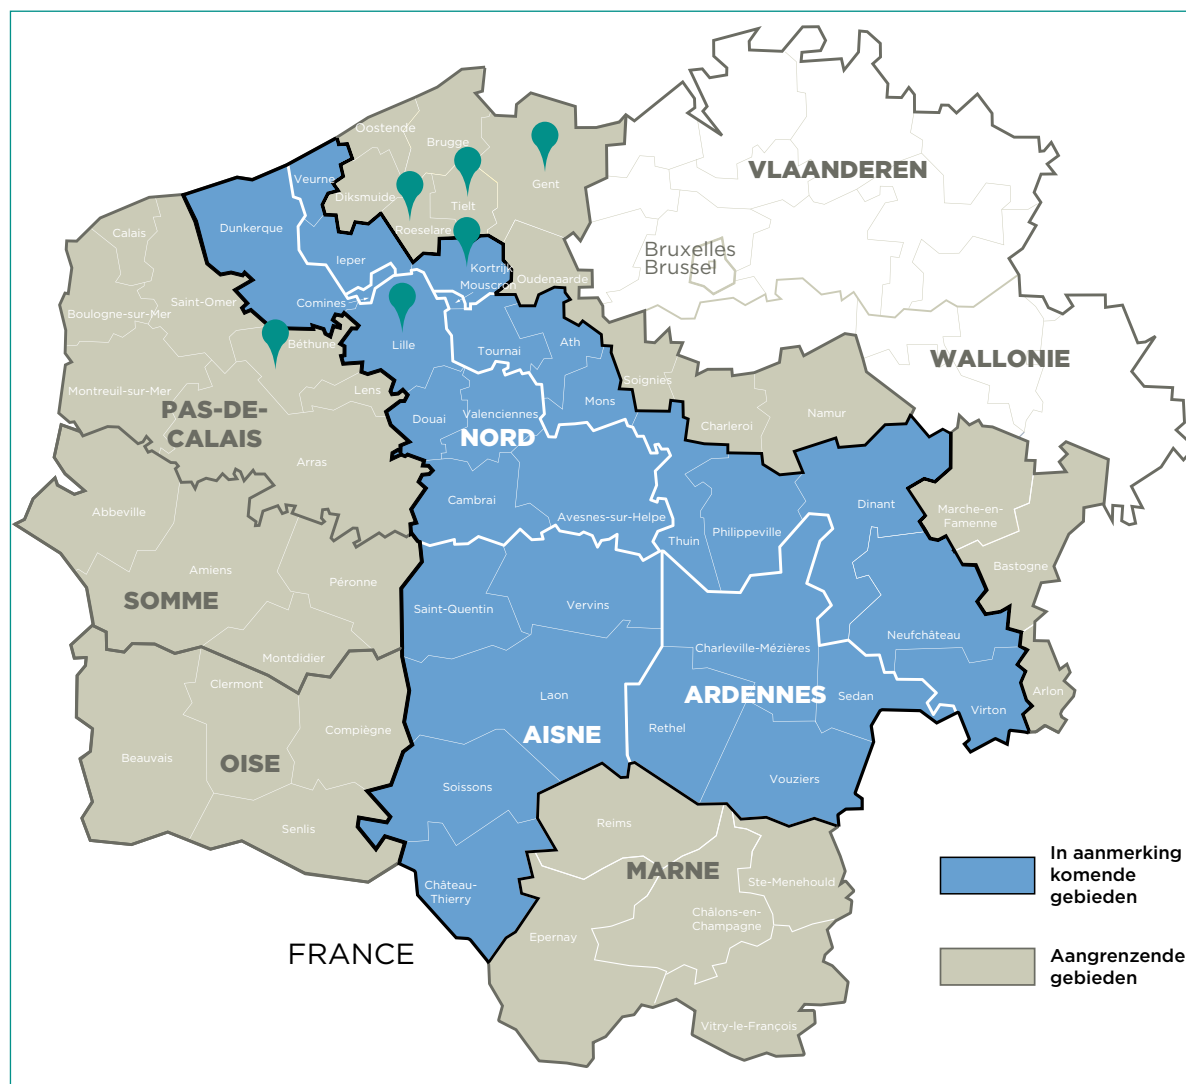 Oostende
Brugge
VLAANDEREN
Veurne
Diksmuide
Gent
Tielt
Dunkerque
Roeselare
Calais
Bruxelles
Brussel
Ieper
Kortrijk
Mouscron
Oudenaarde
Comines
Saint-Omer
Boulogne-sur-Mer
Béthune
Lille
Tournai
Ath
WALLONIE
Montreuil-sur-Mer
Lens
Soignies
PAS-DE-
CALAIS
Douai
Valenciennes
Mons
Namur
Charleroi
NORD
Arras
Cambrai
Dinant
Abbeville
Avesnes-sur-Helpe
Marche-en-
Famenne
Thuin
Philippeville
Amiens
Péronne
Bastogne
SOMME
Saint-Quentin
Vervins
Neufchâteau
Montdidier
Charleville-Mézières
Clermont
Laon
ARDENNES
Sedan
Arlon
Virton
Compiègne
Rethel
AISNE
Beauvais
OISE
Soissons
Vouziers
Senlis
Reims
MARNE
Ste-Menehould
Château-
Thierry
Châlons-en-
Champagne
Epernay
FRANCE
Vitry-le-François
In aanmerking
komende
gebieden
Aangrenzende
gebieden